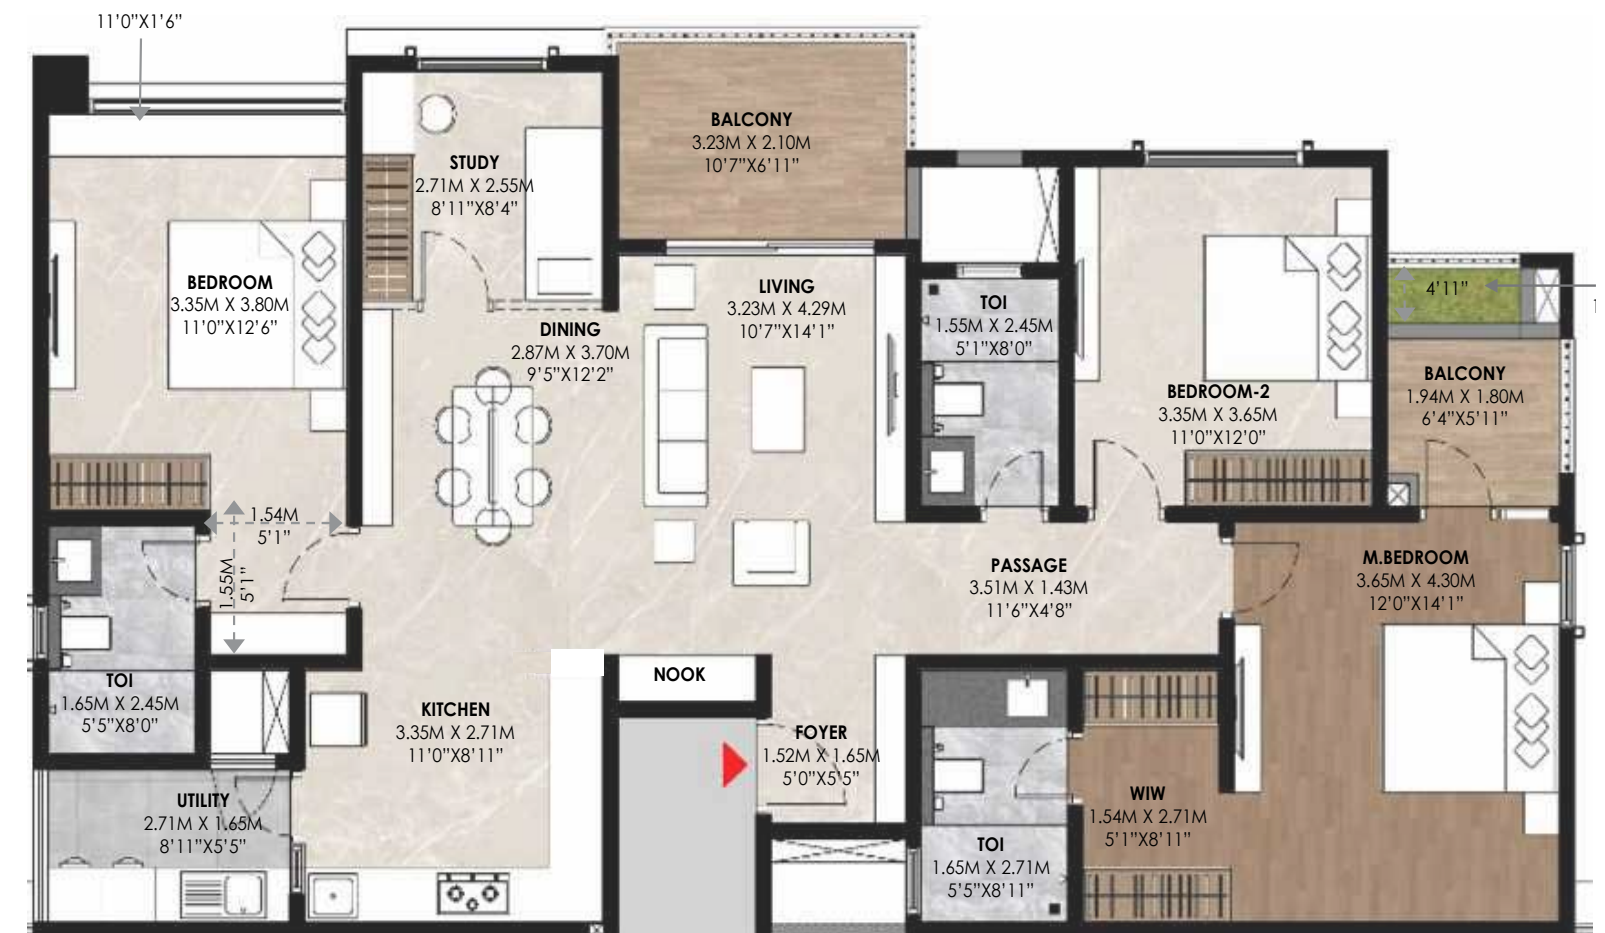 11'0"X1'6"
BALCONY
3.23M X 2.10M
10'7"X6'11"
STUDY
2.71M X 2.55M
8'11"X8'4"
BEDROOM
3.35M X 3.80M
11'0"X12'6"
LIVING
3.23M X 4.29M
10'7"X14'1"
TOI
1.55M X 2.45M
5'1"X8'0"
4'11"
DINING
2.87M X 3.70M
9'5"X12'2"
BEDROOM-2
3.35M X 3.65M
11'0"X12'0"
BALCONY
1.94M X 1.80M
6'4"X5'11"
1.54M
5'1"
1.55M
5'1"
PASSAGE
3.51M X 1.43M
11'6"X4'8"
M.BEDROOM
3.65M X 4.30M
12'0"X14'1"
TOI
1.65M X 2.45M
5'5"X8'0"
NOOK
KITCHEN
3.35M X 2.71M
11'0"X8'11"
FOYER
1.52M X 1.65M
5'0"X5'5"
UTILITY
2.71M X 1.65M
8'11"X5'5"
WIW
1.54M X 2.71M
5'1"X8'11"
TOI
1.65M X 2.71M
5'5"X8'11"